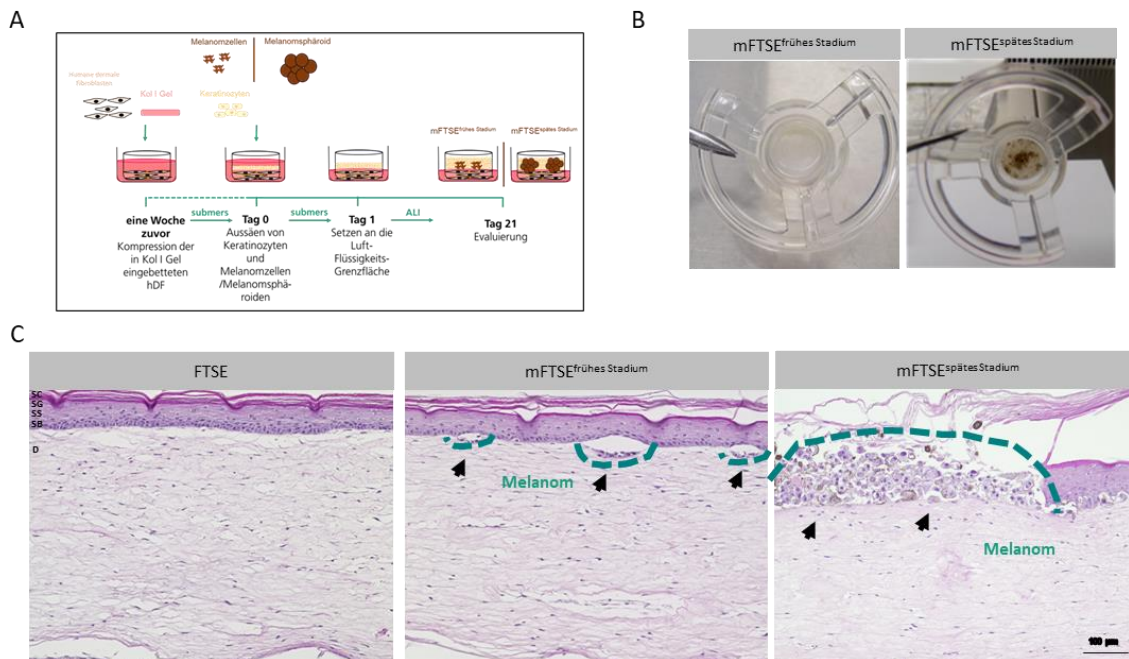 A
Melanomzellen
Melanomsphäroid
Humane dermale
fibroblasten
Kol I Gel
Keratinozyten
mFTSEfrühes Stadium
mFTSEspätes Stadium
submers
submers
ALI
eine Woche
zuvor
Kompression der
in Kol I Gel
eingebetteten
hDF
Tag 0
Aussäen von
Keratinozyten
und
Melanomzellen
/Melanomsphä-
roiden
Tag 1
Setzen an die
Luft-
Flüssigkeits-
Grenzfläche
Tag 21
Evaluierung
B
mFTSEfrühes Stadium
mFTSEspätes Stadium
C
FTSE
mFTSEfrühes Stadium
mFTSEspätes Stadium
SC
SG
SS
SB
D
Melanom
Melanom
100 µm